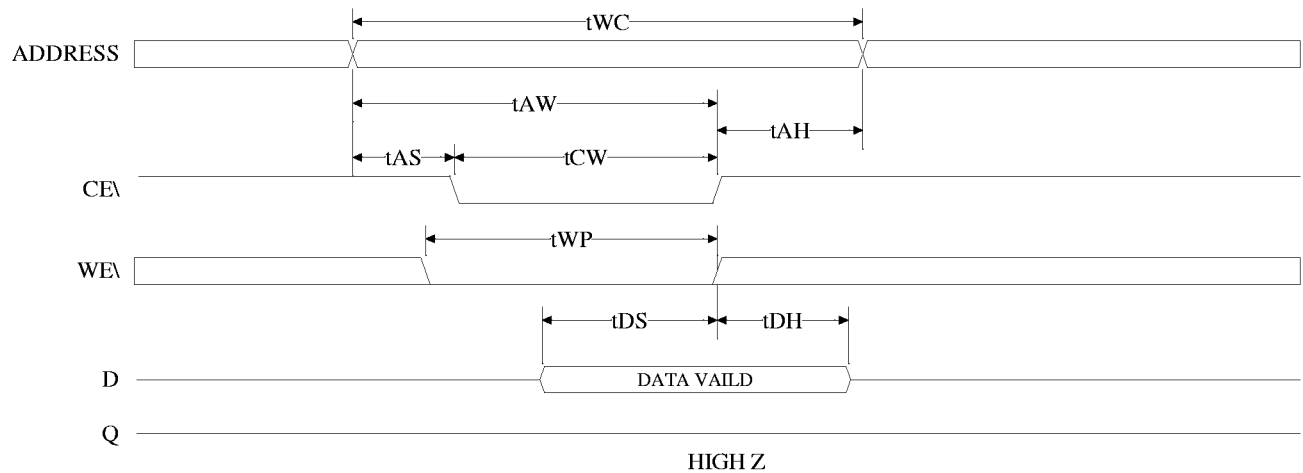 tWC
ADDRESS
tAW
tAH
tAS
tCW
CE\
tWP
WE\
tDS
tDH
D
DATA VAILD
Q
HIGH Z